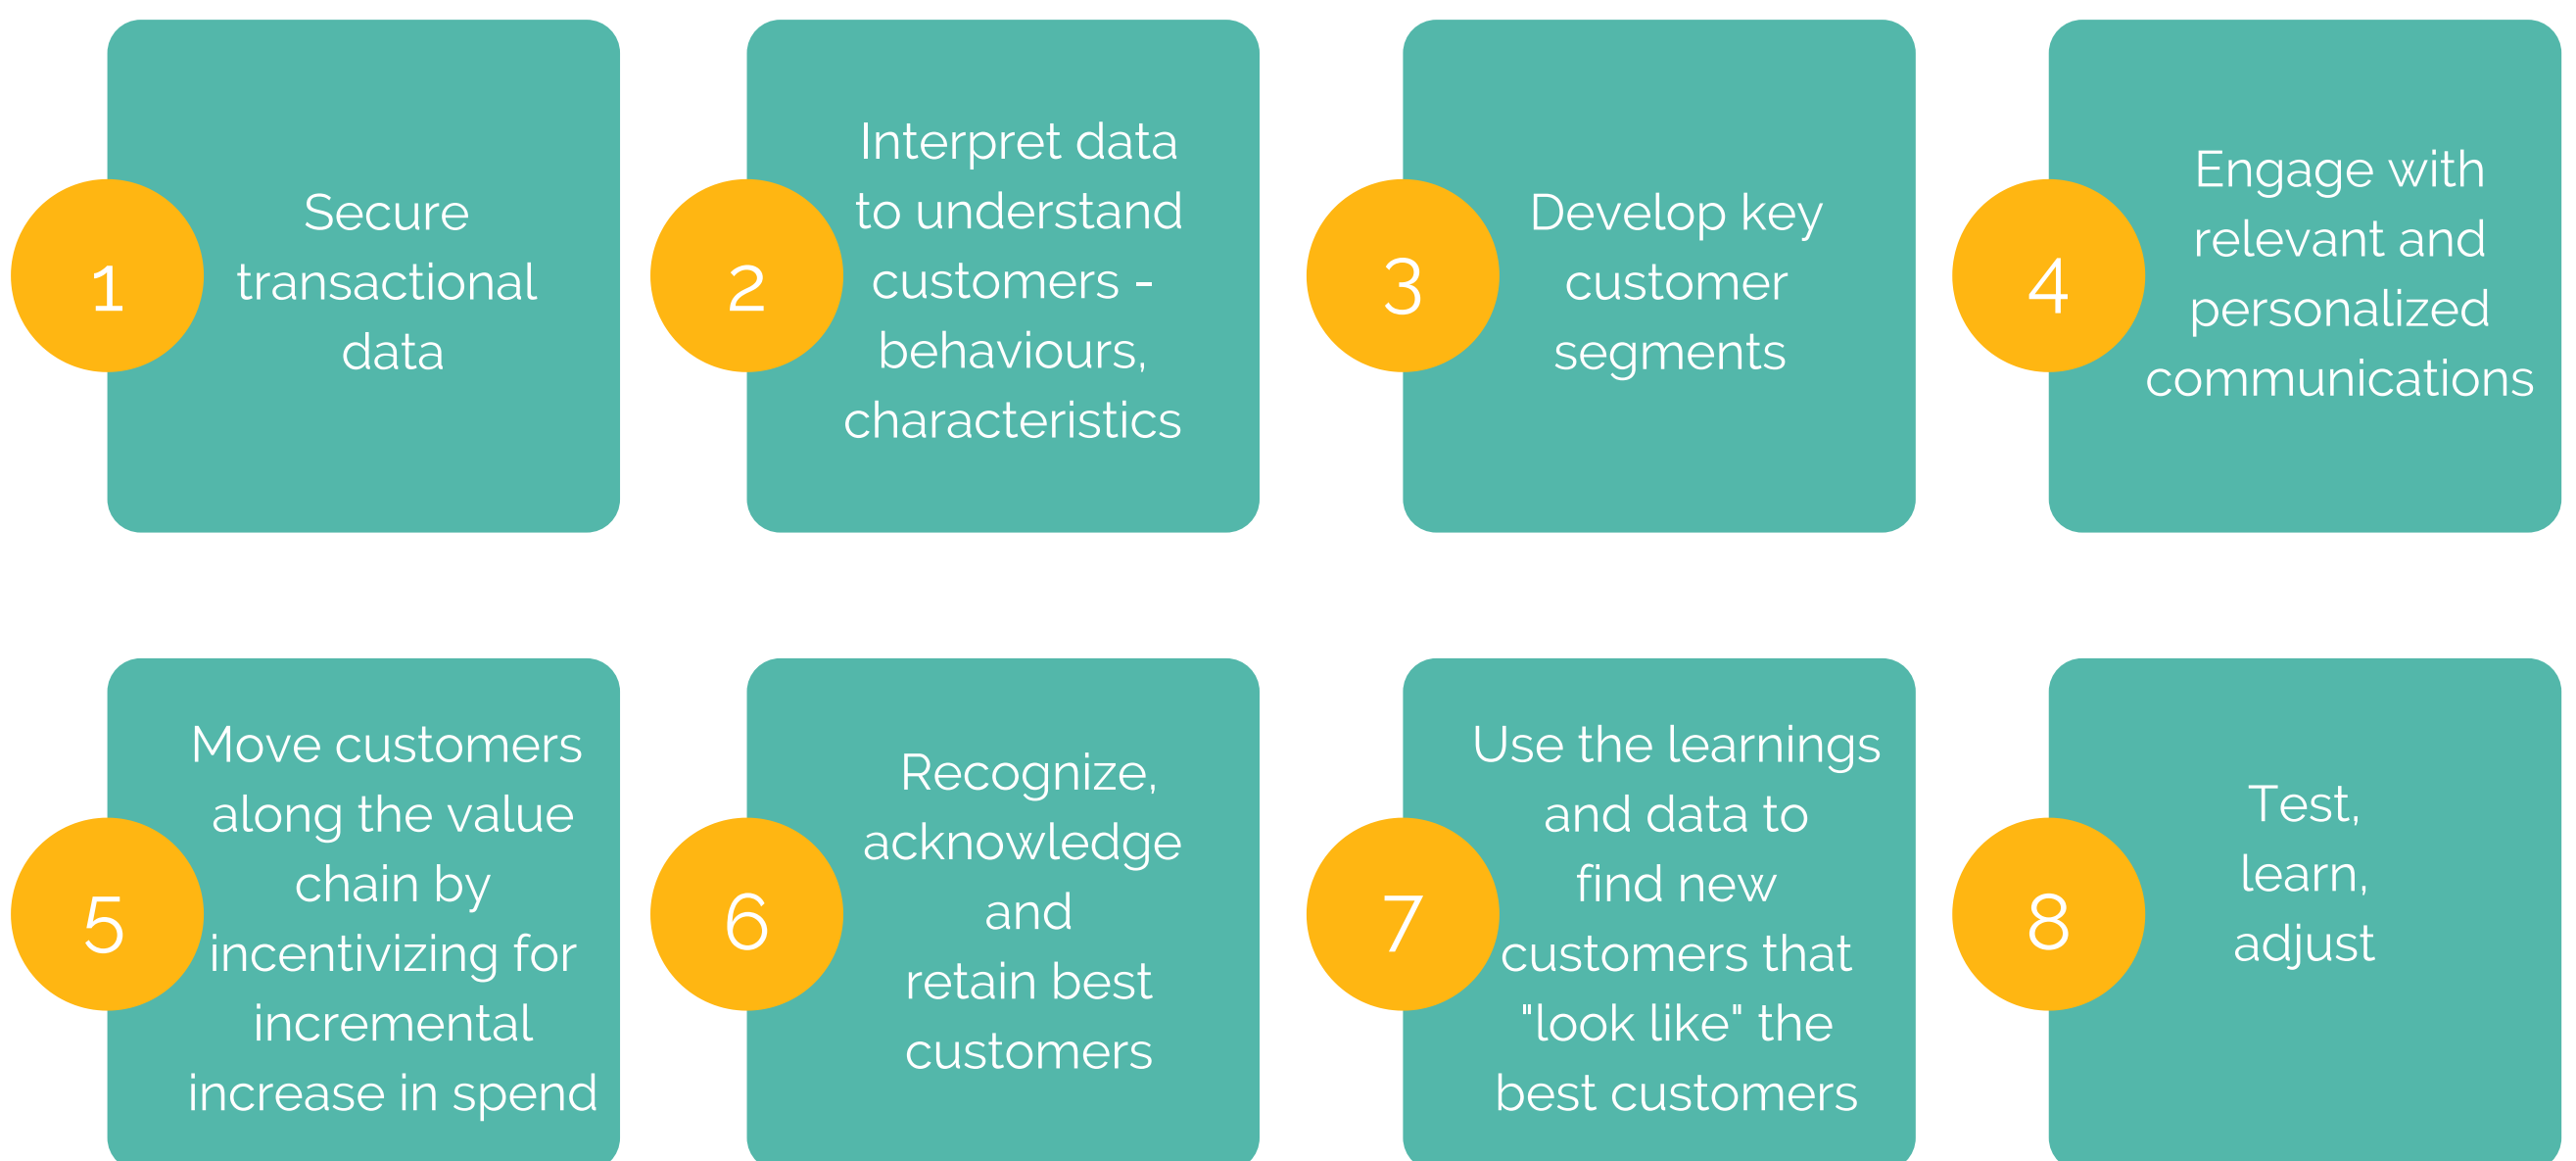 1
Secure
transactional
data
2
Interpret data
to understand
customers -
behaviours,
characteristics
3
Develop key
customer
segments
4
Engage with
relevant and
personalized
communications
5
Move customers
along the value
chain by
incentivizing for
incremental
increase in spend
6
Recognize,
acknowledge
and
retain best
customers
7
Use the learnings
and data to
find new
customers that
"look like" the
best customers
8
Test,
learn,
adjust